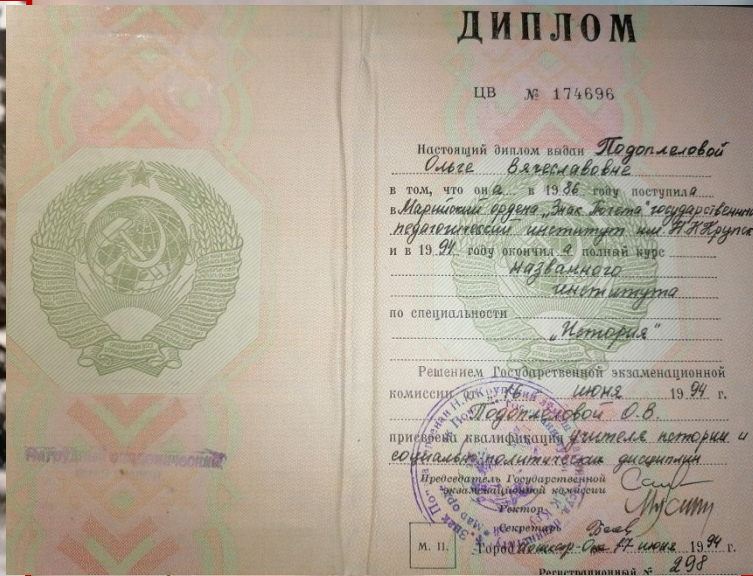 ДИПЛОМ
ЦВ № 174696
Настоящий диплом выдан Подоплеловой
Ольге Вячеславовне
в том, что она в 1986 году поступила
в Марийский ордена „Знак Почета" государственный
педагогический институт им. Н.К.Крупск
и в 1994 году окончила полный курс
названного
института
по специальности
„История"
Решением Государственной экзаменационной
комиссии от „16" июня 1994 г.
Подоплеловой О.В.
присвоена квалификация учителя истории и
социально-политических дисциплин
Председатель Государственной
экзаменационной комиссии
Ректор
Секретарь
М. П.
Город Йошкар-Ола 17 июня 1994 г.
Регистрационный № 298